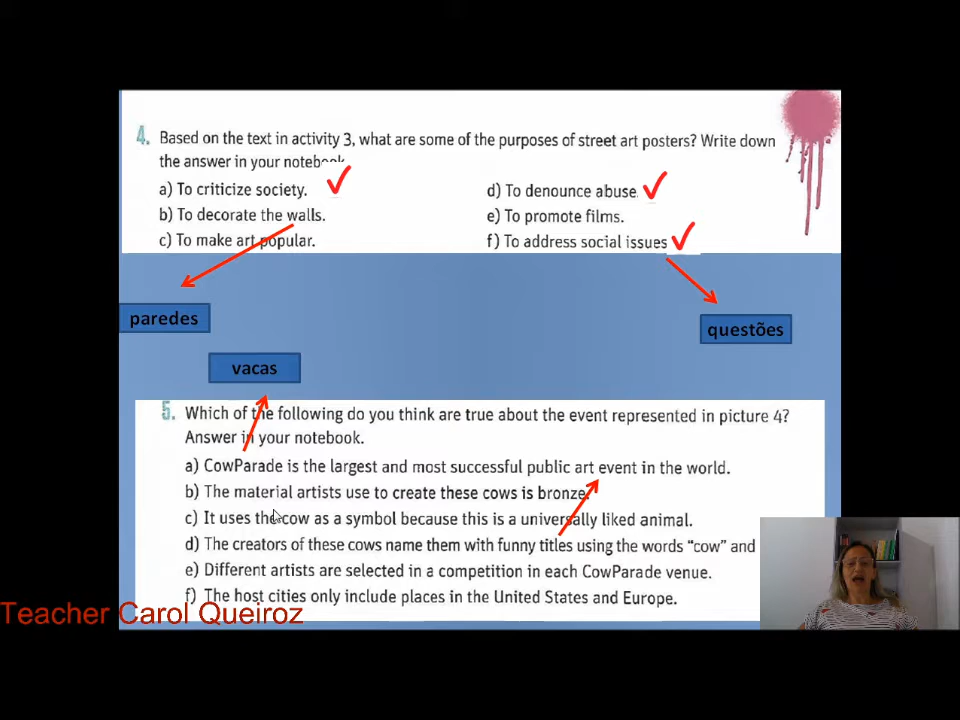 4. Based on the text in activity 3, what are some of the purposes of street art posters? Write down
the answer in your notebook
a) To criticize society.
b) To decorate the walls.
c) To make art popular.
d) To denounce abuse.
e) To promote films.
f) To address social issues
paredes
questões
vacas
5. Which of the following do you think are true about the event represented in picture 4?
Answer in your notebook.
a) CowParade is the largest and most successful public art event in the world.
b) The material artists use to create these cows is bronze.
c) It uses the cow as a symbol because this is a universally liked animal.
d) The creators of these cows name them with funny titles using the words “cow” and
e) Different artists are selected in a competition in each CowParade venue.
f) The host cities only include places in the United States and Europe.
Teacher Carol Queiroz